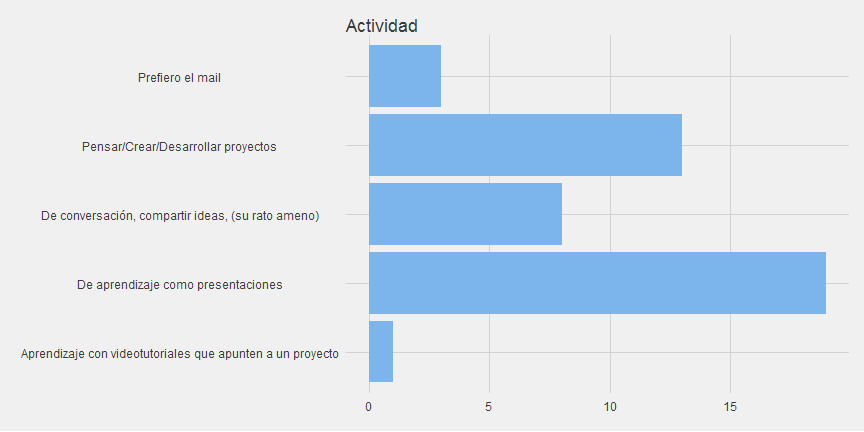 Actividad
Prefiero el mail
Pensar/Crear/Desarrollar proyectos
De conversación, compartir ideas, (su rato ameno)
De aprendizaje como presentaciones
Aprendizaje con videotutoriales que apunten a un proyecto
0 5 10 15